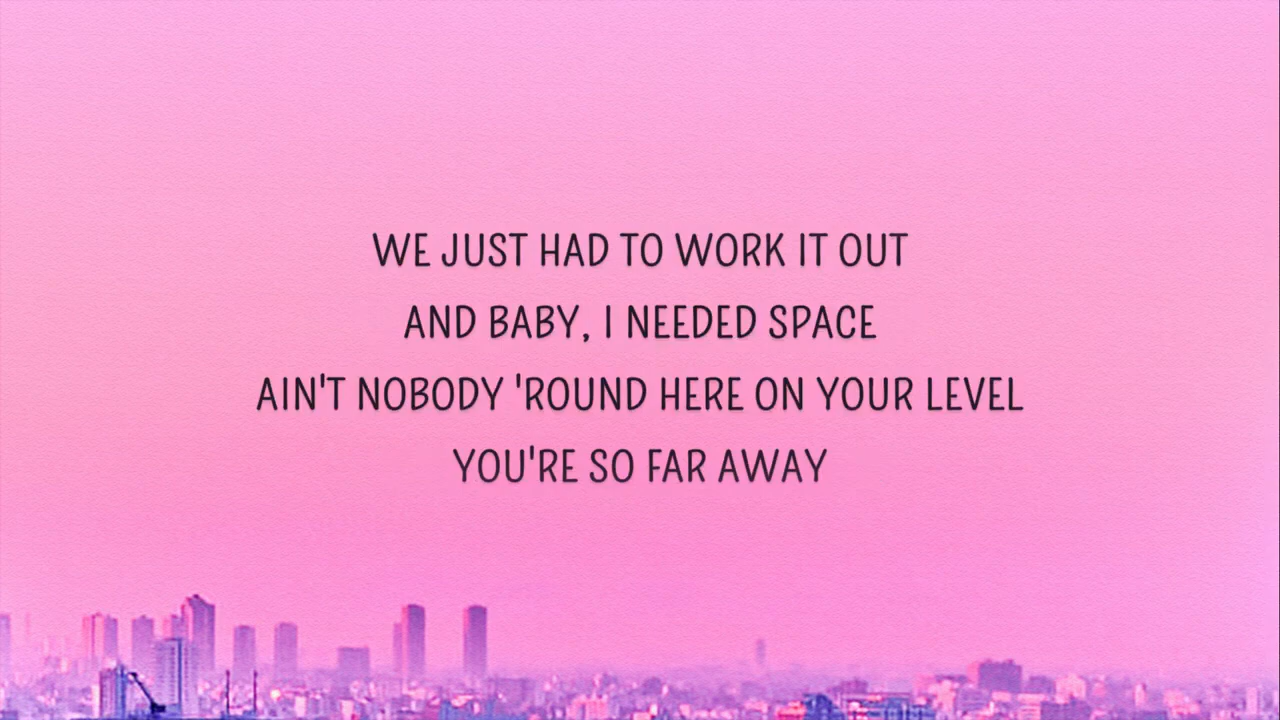 WE JUST HAD TO WORK IT OUT
AND BABY, I NEEDED SPACE
AIN'T NOBODY 'ROUND HERE ON YOUR LEVEL
YOU'RE SO FAR AWAY